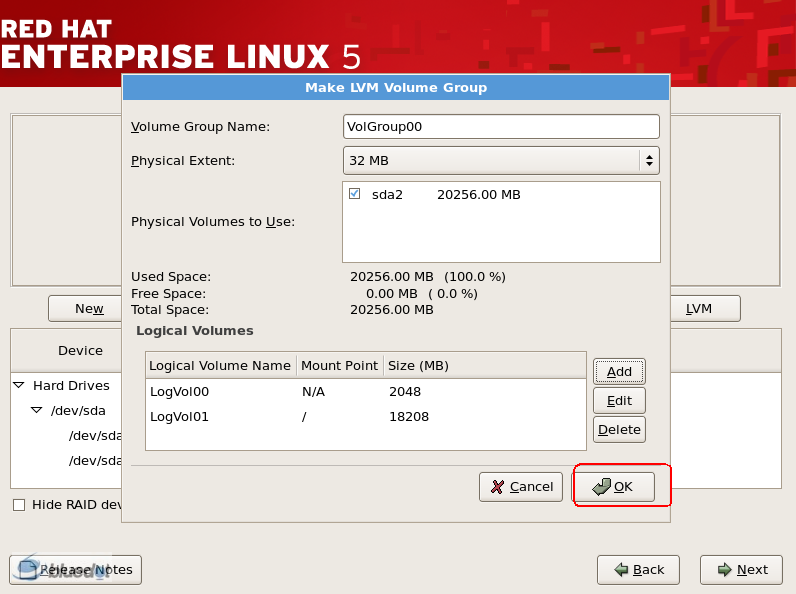 RED HAT
ENTERPRISE LINUX 5
Make LVM Volume Group
Volume Group Name: VolGroup00
Physical Extent: 32 MB
Physical Volumes to Use: sda2 20256.00 MB
Used Space: 20256.00 MB (100.0 %)
Free Space: 0.00 MB ( 0.0 %)
Total Space: 20256.00 MB
New LVM
Logical Volumes
Device
Logical Volume Name Mount Point Size (MB)
LogVol00 N/A 2048
LogVol01 / 18208
Add
Edit
Delete
Hard Drives
/dev/sda
/dev/sda
/dev/sda
Cancel OK
Hide RAID dev
Release Notes Back Next